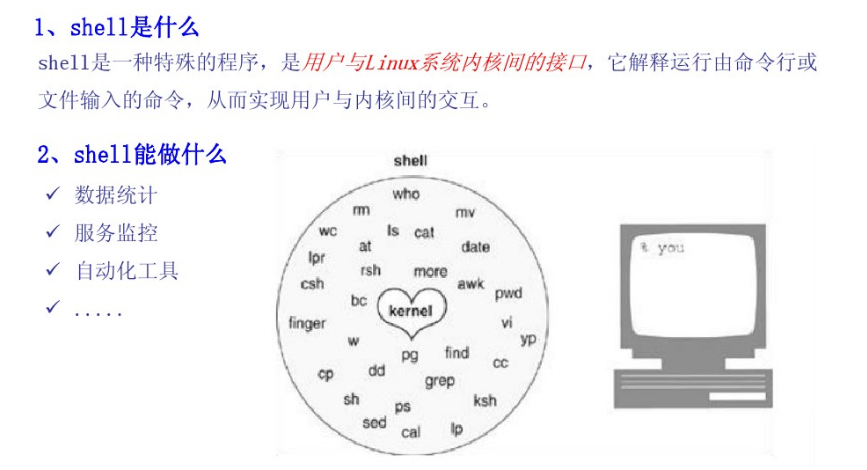 1、shell是什么
shell是一种特殊的程序，是用户与Linux系统内核间的接口，它解释运行由命令行或
文件输入的命令，从而实现用户与内核间的交互。
2、shell能做什么
✓ 数据统计
✓ 服务监控
✓ 自动化工具
✓ .....
shell
who
rm
mv
wc
ls
cat
at
date
lpr
rsh
more
csh
awk
bc
pwd
kernel
finger
vi
w
yp
pg
find
cc
cp
dd
grep
sh
ps
ksh
sed
cal
lp
% you